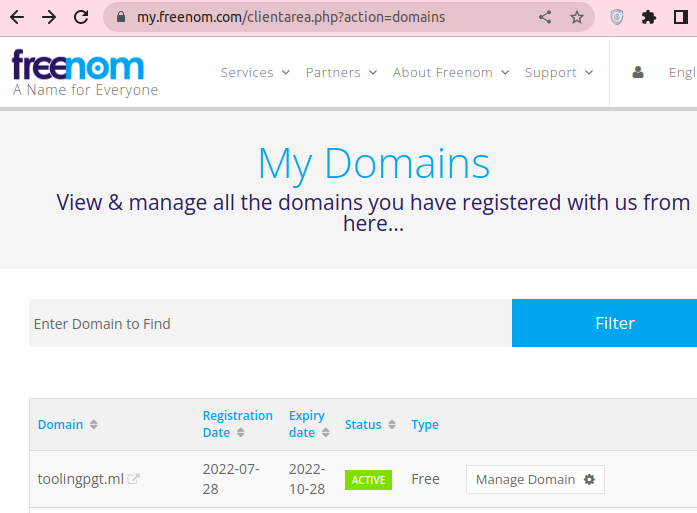 my.freenom.com/clientarea.php?action=domains
freenom
A Name for Everyone
Services Partners About Freenom Support Engl
My Domains
View & manage all the domains you have registered with us from
here...
Enter Domain to Find Filter
Domain Registration Date Expiry date Status Type
toolingpgt.ml 2022-07-28 2022-10-28 ACTIVE Free Manage Domain